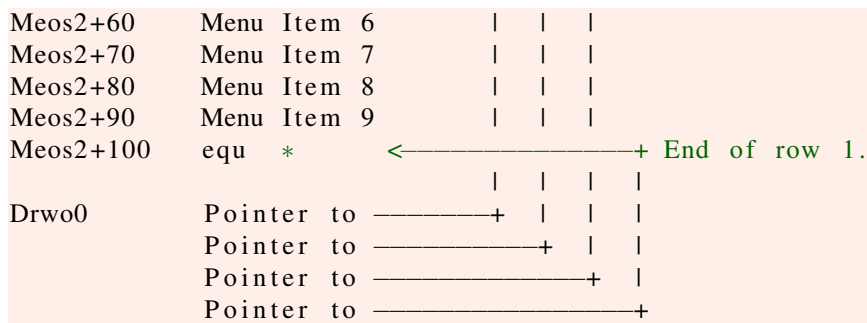 Meos2+60 Menu Item 6 | | |
Meos2+70 Menu Item 7 | | |
Meos2+80 Menu Item 8 | | |
Meos2+90 Menu Item 9 | | |
Meos2+100 equ * <———————————————+ End of row 1.
| | | |
Drwo0 Pointer to ———————+ | | |
Pointer to ——————————+ | |
Pointer to —————————————+ |
Pointer to ————————————————+